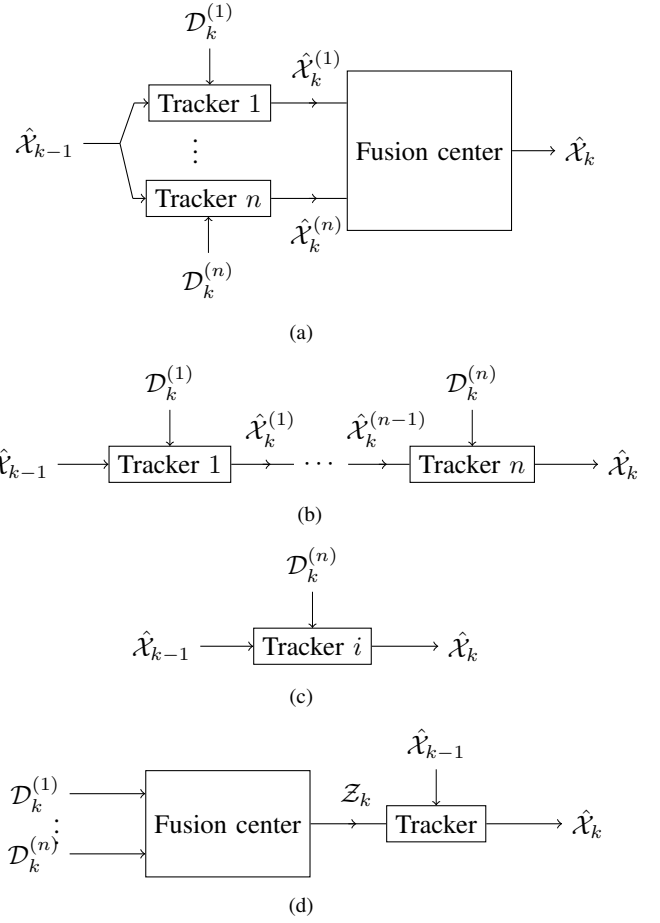 𝒟_k^{(1)}
𝒳̂_k^{(1)}
Tracker 1
𝒳̂_{k−1}
⋮
Fusion center
𝒳̂_k
Tracker n
𝒳̂_k^{(n)}
𝒟_k^{(n)}
(a)
𝒟_k^{(1)} 𝒟_k^{(n)}
𝒳̂_k^{(1)} 𝒳̂_k^{(n−1)}
𝒳̂_{k−1} Tracker 1 ⋯ Tracker n 𝒳̂_k
(b)
𝒟_k^{(n)}
𝒳̂_{k−1} Tracker i 𝒳̂_k
(c)
𝒳̂_{k−1}
𝒟_k^{(1)}
⋮
𝒟_k^{(n)}
Fusion center
𝒵_k
Tracker
𝒳̂_k
(d)